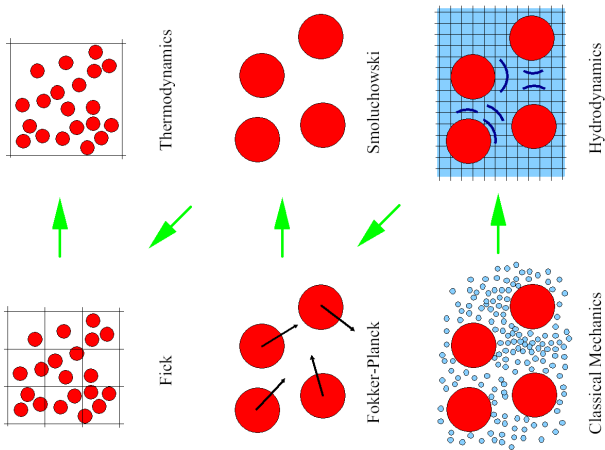 Thermodynamics
Smoluchowski
Hydrodynamics
Fick
Fokker-Planck
Classical Mechanics